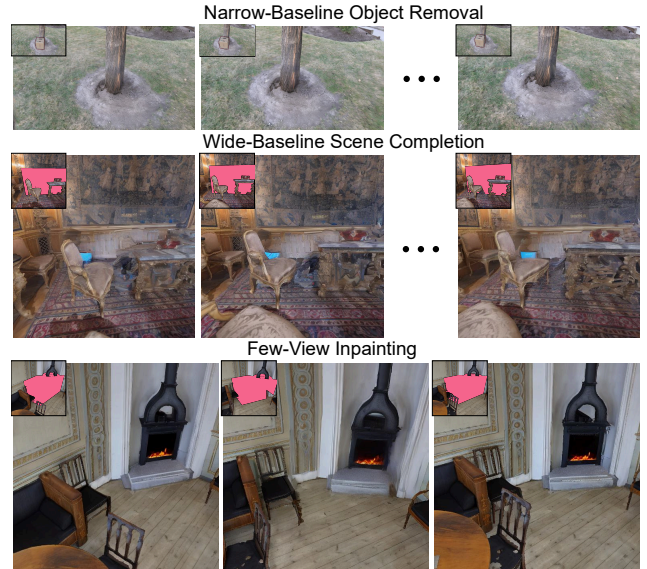 Narrow-Baseline Object Removal
Wide-Baseline Scene Completion
Few-View Inpainting